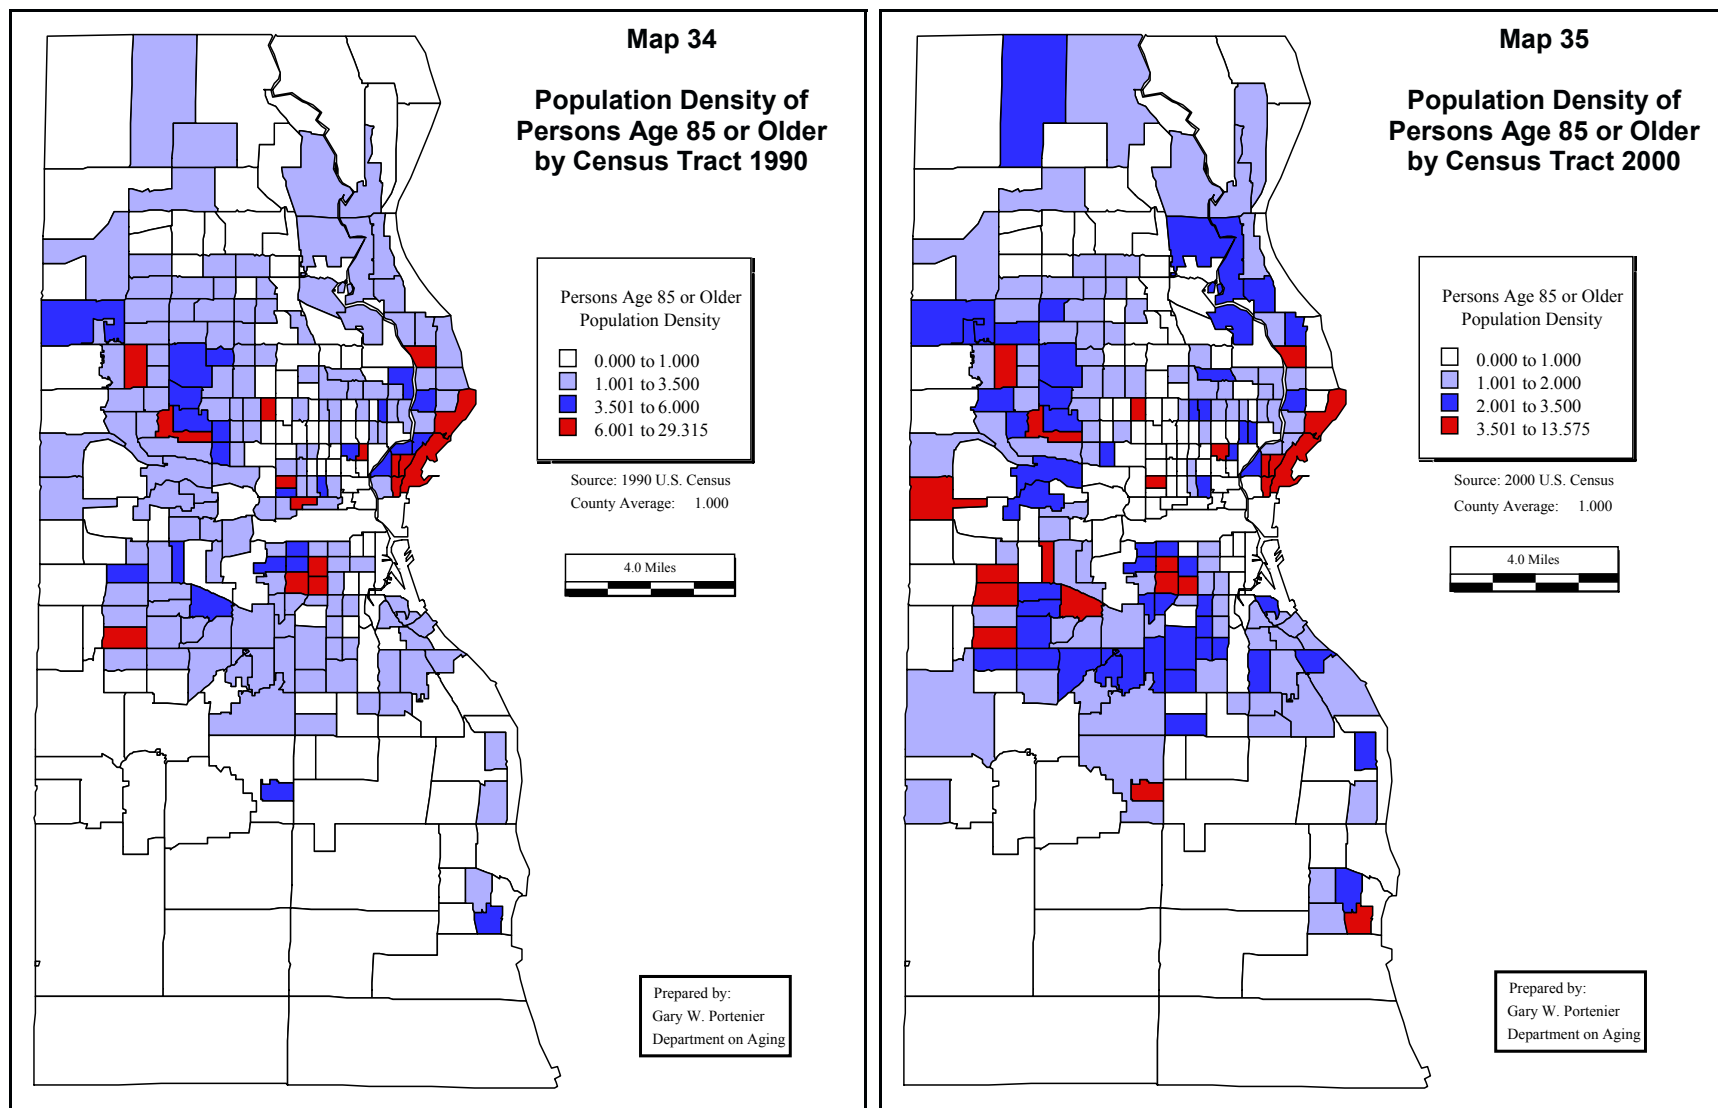 Map 34
Population Density of
Persons Age 85 or Older
by Census Tract 1990
Persons Age 85 or Older
Population Density
0.000 to 1.000
1.001 to 3.500
3.501 to 6.000
6.001 to 29.315
Source: 1990 U.S. Census
County Average: 1.000
4.0 Miles
Prepared by:
Gary W. Portenier
Department on Aging
Map 35
Population Density of
Persons Age 85 or Older
by Census Tract 2000
Persons Age 85 or Older
Population Density
0.000 to 1.000
1.001 to 2.000
2.001 to 3.500
3.501 to 13.575
Source: 2000 U.S. Census
County Average: 1.000
4.0 Miles
Prepared by:
Gary W. Portenier
Department on Aging